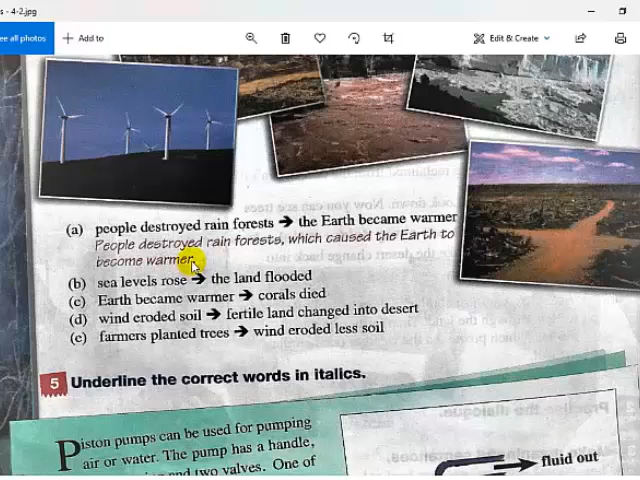 s - 4-2.jpg
ee all photos
Add to
Edit & Create
(a) people destroyed rain forests ➔ the Earth became warmer
People destroyed rain forests, which caused the Earth to
become warmer.
(b) sea levels rose ➔ the land flooded
(c) Earth became warmer ➔ corals died
(d) wind eroded soil ➔ fertile land changed into desert
(e) farmers planted trees ➔ wind eroded less soil
5 Underline the correct words in italics.
Piston pumps can be used for pumping
air or water. The pump has a handle,
and two valves. One of
fluid out